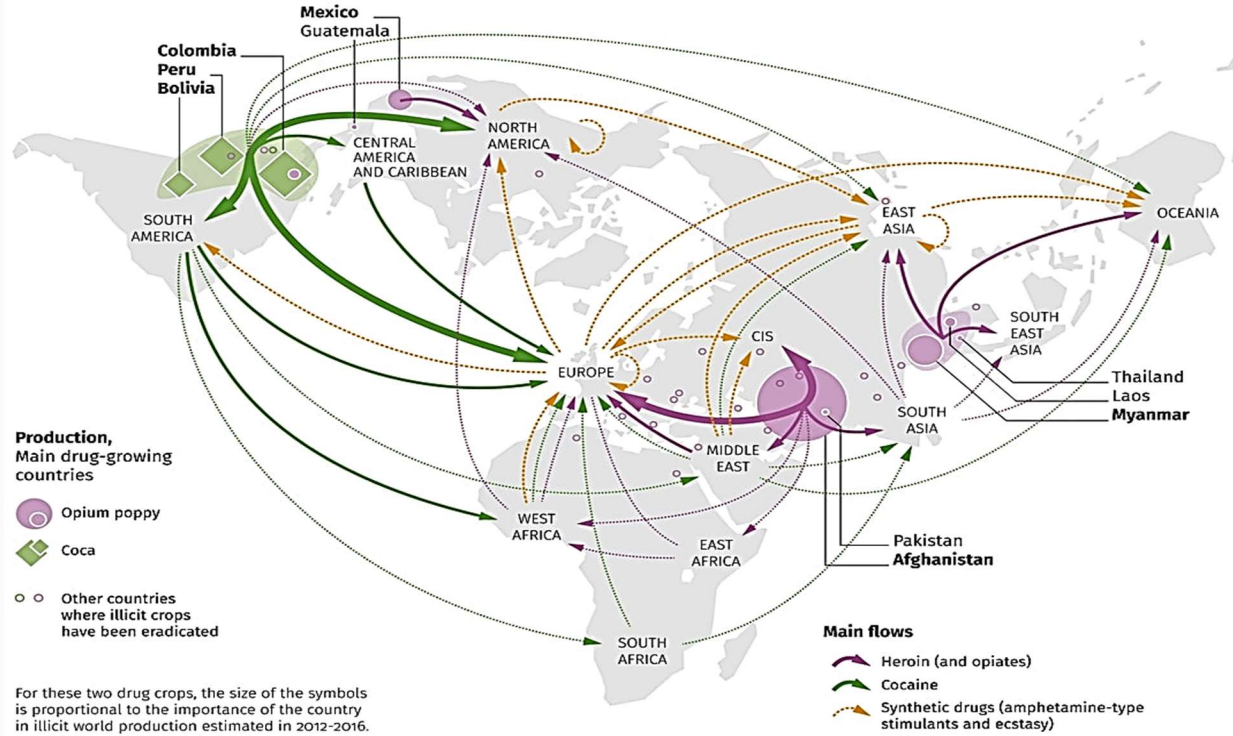 Mexico
Guatemala
Colombia
Peru
Bolivia
NORTH
AMERICA
CENTRAL
AMERICA
AND CARIBBEAN
SOUTH
AMERICA
EAST
ASIA
OCEANIA
CIS
EUROPE
SOUTH
EAST
ASIA
Thailand
Laos
Myanmar
SOUTH
ASIA
MIDDLE
EAST
WEST
AFRICA
EAST
AFRICA
Pakistan
Afghanistan
SOUTH
AFRICA
Production,
Main drug-growing
countries
Opium poppy
Coca
Other countries
where illicit crops
have been eradicated
For these two drug crops, the size of the symbols
is proportional to the importance of the country
in illicit world production estimated in 2012-2016.
Main flows
Heroin (and opiates)
Cocaine
Synthetic drugs (amphetamine-type
stimulants and ecstasy)